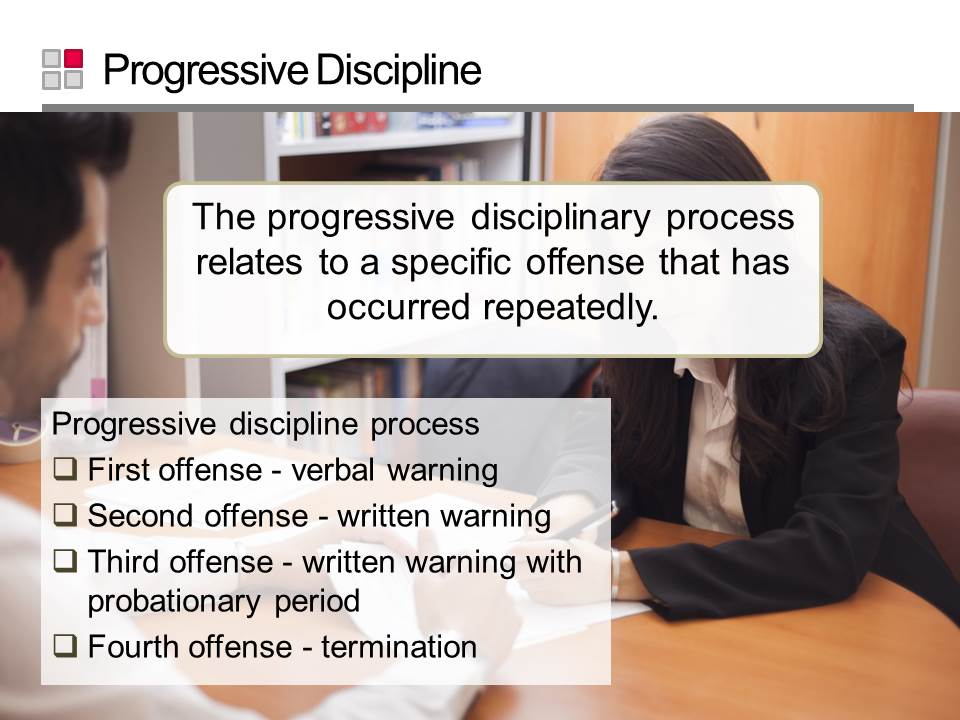 Progressive Discipline
The progressive disciplinary process
relates to a specific offense that has
occurred repeatedly.
Progressive discipline process
First offense - verbal warning
Second offense - written warning
Third offense - written warning with
probationary period
Fourth offense - termination